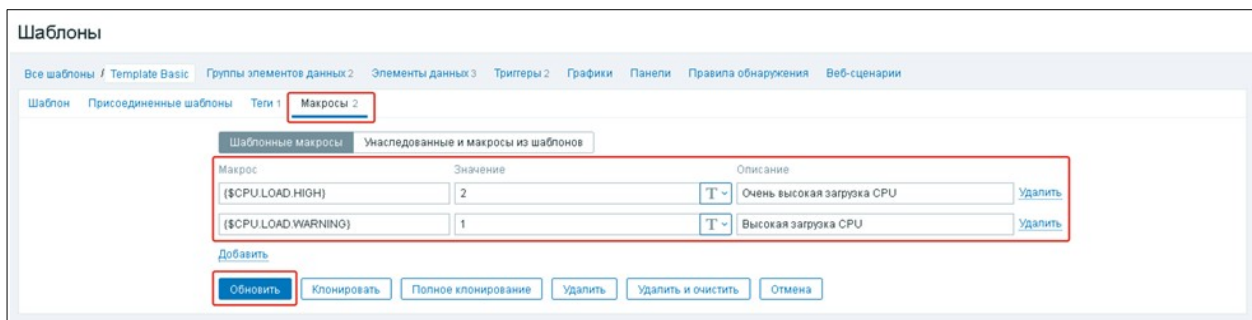 Шаблоны
Все шаблоны / Template Basic Группы элементов данных 2 Элементы данных 3 Триггеры 2 Графики Панели Правила обнаружения Веб-сценарии
Шаблон Присоединенные шаблоны Теги 1 Макросы 2
Шаблонные макросы Унаследованные и макросы из шаблонов
Макрос Значение Описание
{$CPU.LOAD.HIGH} 2 T Очень высокая загрузка CPU Удалить
{$CPU.LOAD.WARNING} 1 T Высокая загрузка CPU Удалить
Добавить
Обновить Клонировать Полное клонирование Удалить Удалить и очистить Отмена